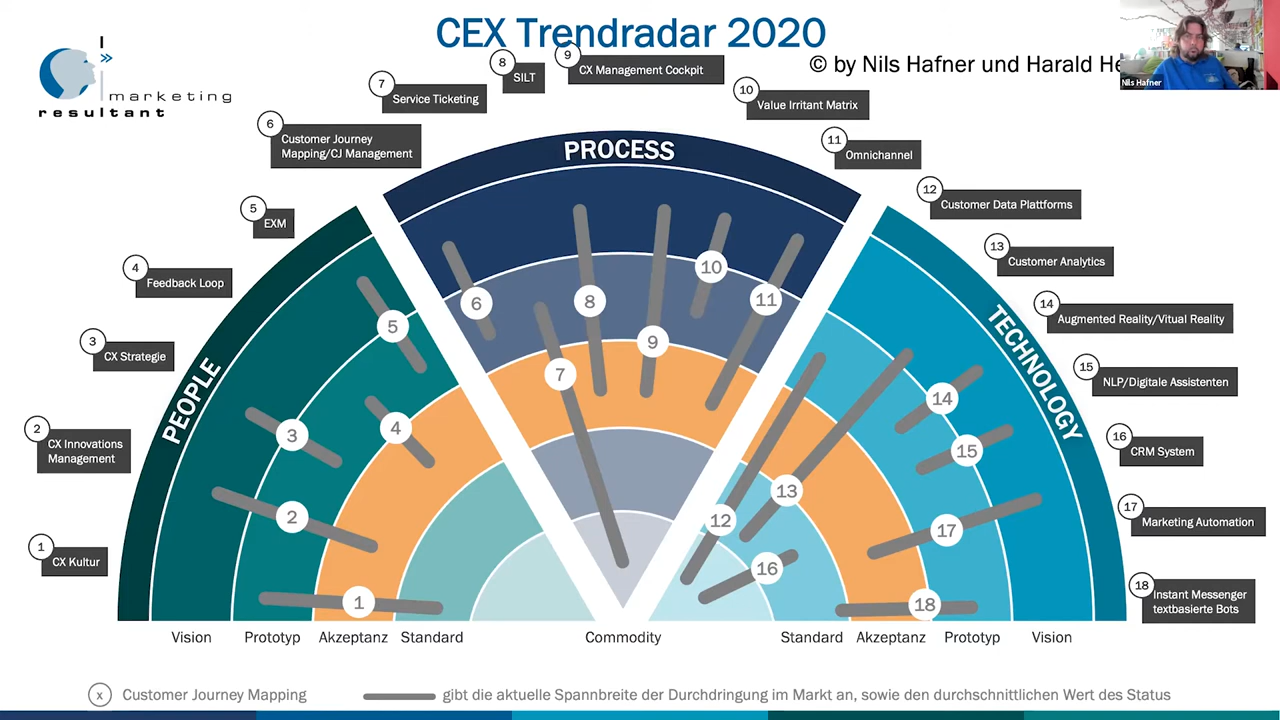 CEX Trendradar 2020
© by Nils Hafner und Harald He
Nils Hafner
marketing
resultant
1
CX Kultur
2
CX Innovations
Management
3
CX Strategie
4
Feedback Loop
5
EXM
6
Customer Journey
Mapping/CJ Management
7
Service Ticketing
8
SILT
9
CX Management Cockpit
10
Value Irritant Matrix
11
Omnichannel
12
Customer Data Plattforms
13
Customer Analytics
14
Augmented Reality/Vitual Reality
15
NLP/Digitale Assistenten
16
CRM System
17
Marketing Automation
18
Instant Messenger
textbasierte Bots
PEOPLE
PROCESS
TECHNOLOGY
1
2
3
4
5
6
7
8
9
10
11
12
13
14
15
16
17
18
Vision Prototyp Akzeptanz Standard Commodity Standard Akzeptanz Prototyp Vision
x Customer Journey Mapping gibt die aktuelle Spannbreite der Durchdringung im Markt an, sowie den durchschnittlichen Wert des Status